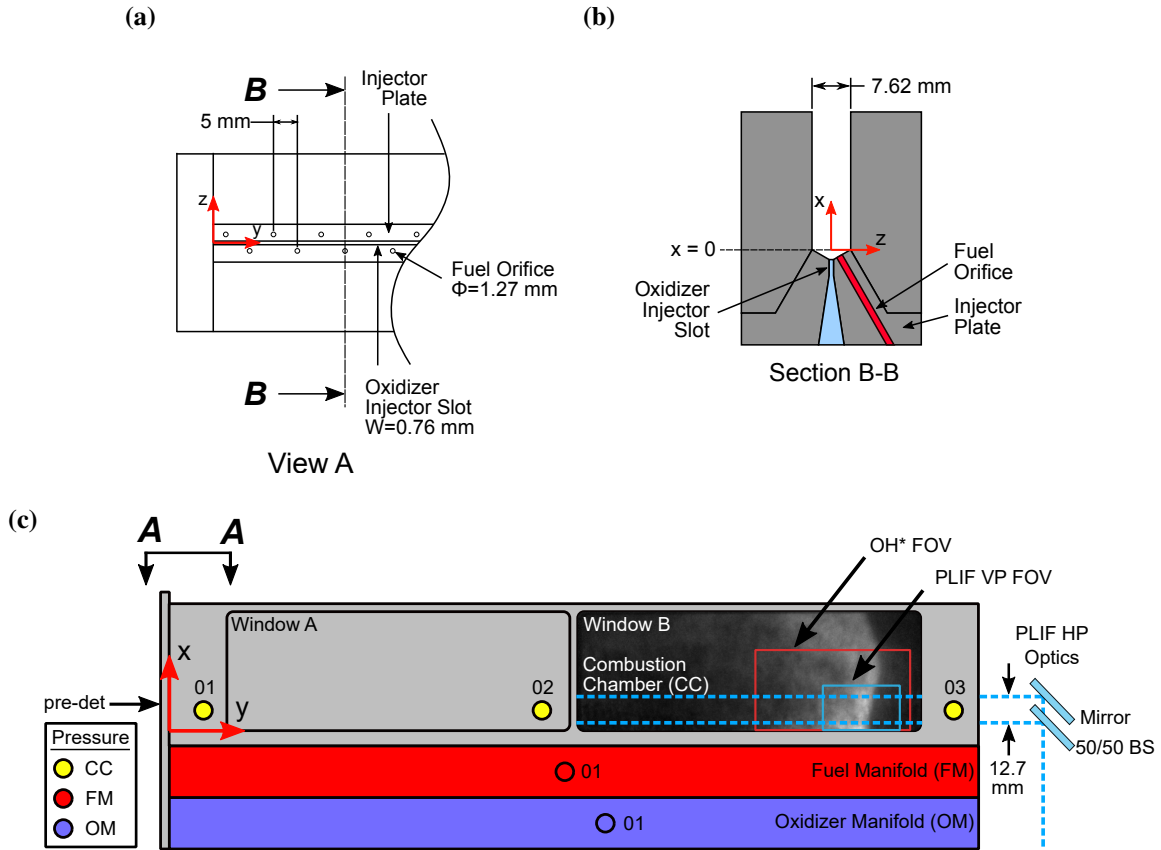 (a)
B
Injector
Plate
5 mm
z
y
Fuel Orifice
Φ=1.27 mm
B
Oxidizer
Injector Slot
W=0.76 mm
View A
(b)
7.62 mm
x
x = 0
z
Fuel
Orifice
Oxidizer
Injector
Slot
Injector
Plate
Section B-B
(c)
A A
OH* FOV
PLIF VP FOV
Window A
Window B
PLIF HP
Optics
x
Combustion
Chamber (CC)
01
02
03
pre-det
y
Mirror
50/50 BS
12.7
mm
Pressure
CC
FM
OM
01
Fuel Manifold (FM)
01
Oxidizer Manifold (OM)